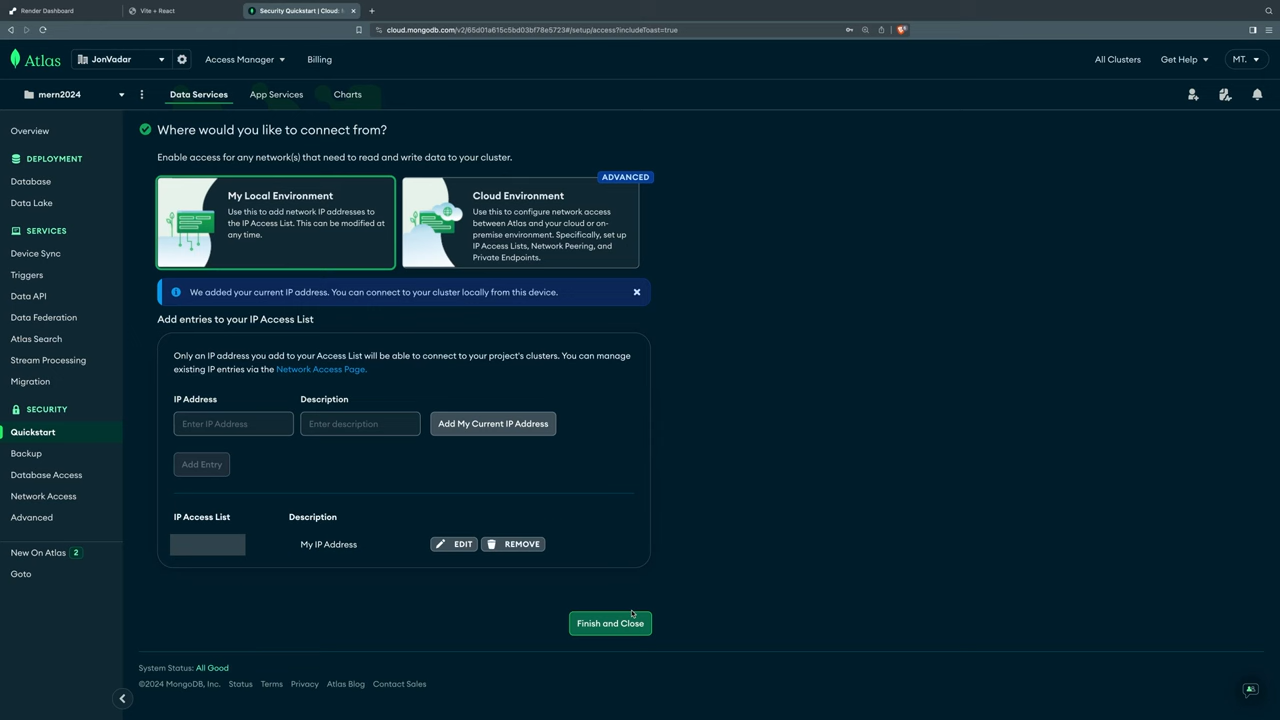 Render Dashboard
Vite + React
Security Quickstart | Cloud:
cloud.mongodb.com/v2/65d01a615c5bd03bf78e5723#/setup/access?includeToast=true
Atlas
JonVadar
Access Manager
Billing
All Clusters
Get Help
MT.
mern2024
Data Services
App Services
Charts
Overview
DEPLOYMENT
Database
Data Lake
SERVICES
Device Sync
Triggers
Data API
Data Federation
Atlas Search
Stream Processing
Migration
SECURITY
Quickstart
Backup
Database Access
Network Access
Advanced
New On Atlas 2
Goto
Where would you like to connect from?
Enable access for any network(s) that need to read and write data to your cluster.
My Local Environment
Use this to add network IP addresses to
the IP Access List. This can be modified at
any time.
ADVANCED
Cloud Environment
Use this to configure network access
between Atlas and your cloud or on-
premise environment. Specifically, set up
IP Access Lists, Network Peering, and
Private Endpoints.
We added your current IP address. You can connect to your cluster locally from this device.
Add entries to your IP Access List
Only an IP address you add to your Access List will be able to connect to your project's clusters. You can manage
existing IP entries via the Network Access Page.
IP Address
Description
Enter IP Address
Enter description
Add My Current IP Address
Add Entry
IP Access List
Description
My IP Address
EDIT
REMOVE
Finish and Close
System Status: All Good
©2024 MongoDB, Inc.
Status
Terms
Privacy
Atlas Blog
Contact Sales